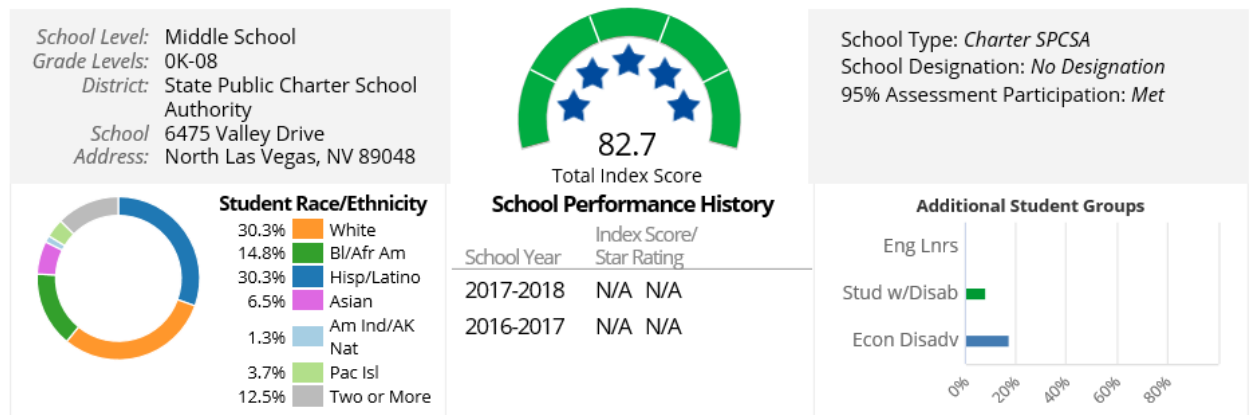 School Level: Middle School
Grade Levels: 0K-08
District: State Public Charter School
Authority
School 6475 Valley Drive
Address: North Las Vegas, NV 89048
82.7
Total Index Score
School Type: Charter SPCSA
School Designation: No Designation
95% Assessment Participation: Met
Student Race/Ethnicity
30.3% White
14.8% Bl/Afr Am
30.3% Hisp/Latino
6.5% Asian
1.3% Am Ind/AK
Nat
3.7% Pac Isl
12.5% Two or More
School Performance History
Index Score/
School Year Star Rating
2017-2018 N/A N/A
2016-2017 N/A N/A
Additional Student Groups
Eng Lnrs
Stud w/Disab
Econ Disadv
0% 20% 40% 60% 80%